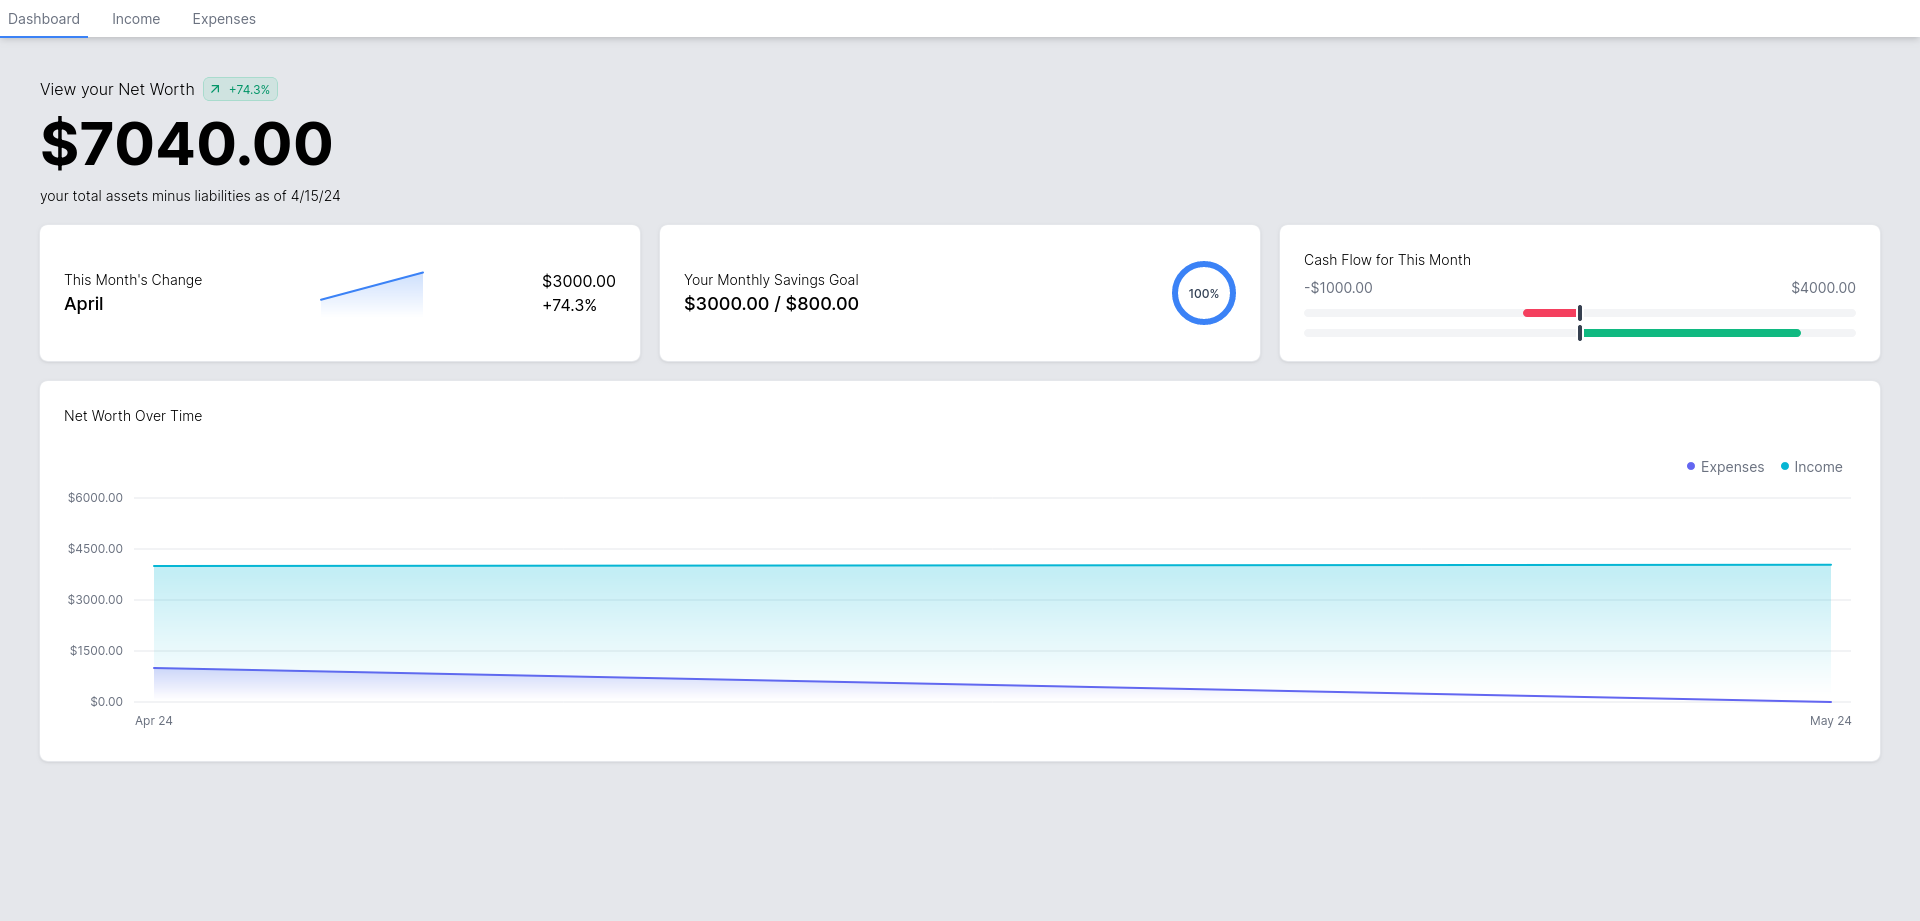 Dashboard Income Expenses
View your Net Worth +74.3%
$7040.00
your total assets minus liabilities as of 4/15/24
This Month's Change
April
$3000.00
+74.3%
Your Monthly Savings Goal
$3000.00 / $800.00
100%
Cash Flow for This Month
-$1000.00 $4000.00
Net Worth Over Time
Expenses Income
$6000.00
$4500.00
$3000.00
$1500.00
$0.00
Apr 24 May 24